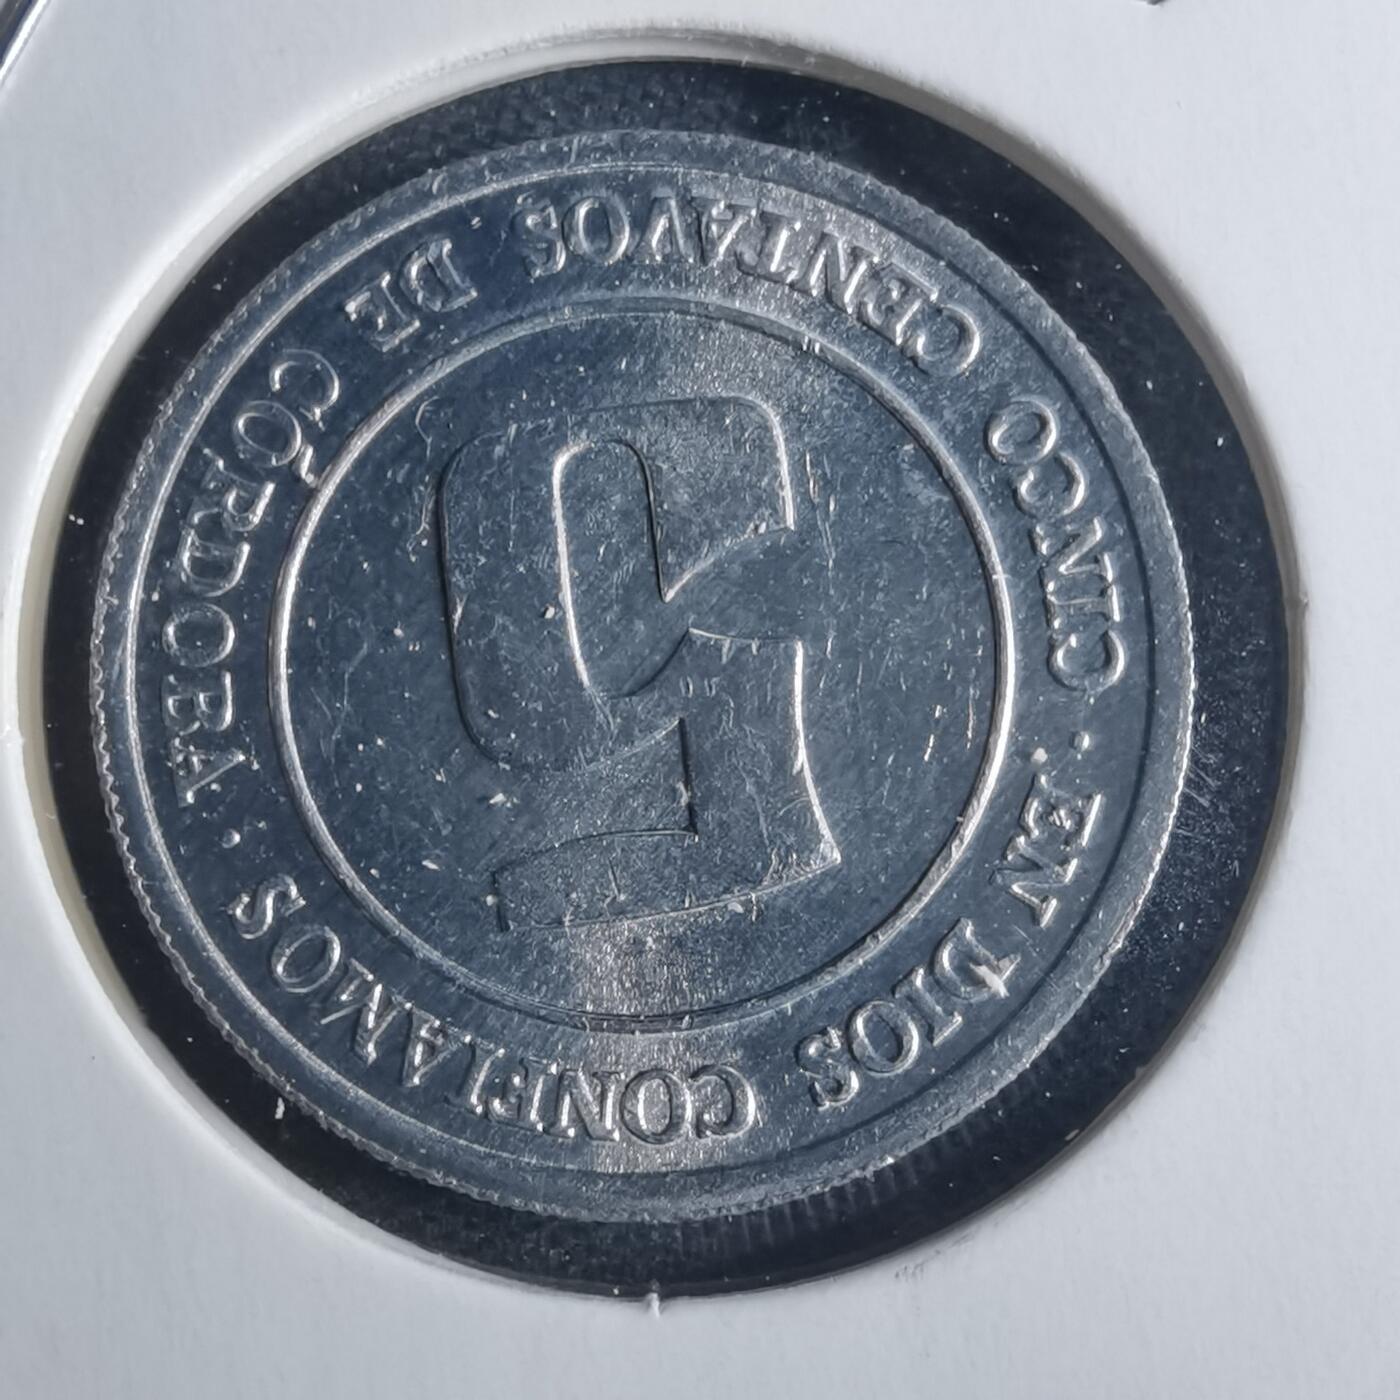 CINCO CENTAVOS DE CÓRDOBA
· EN DIOS CONFIAMOS ·
5